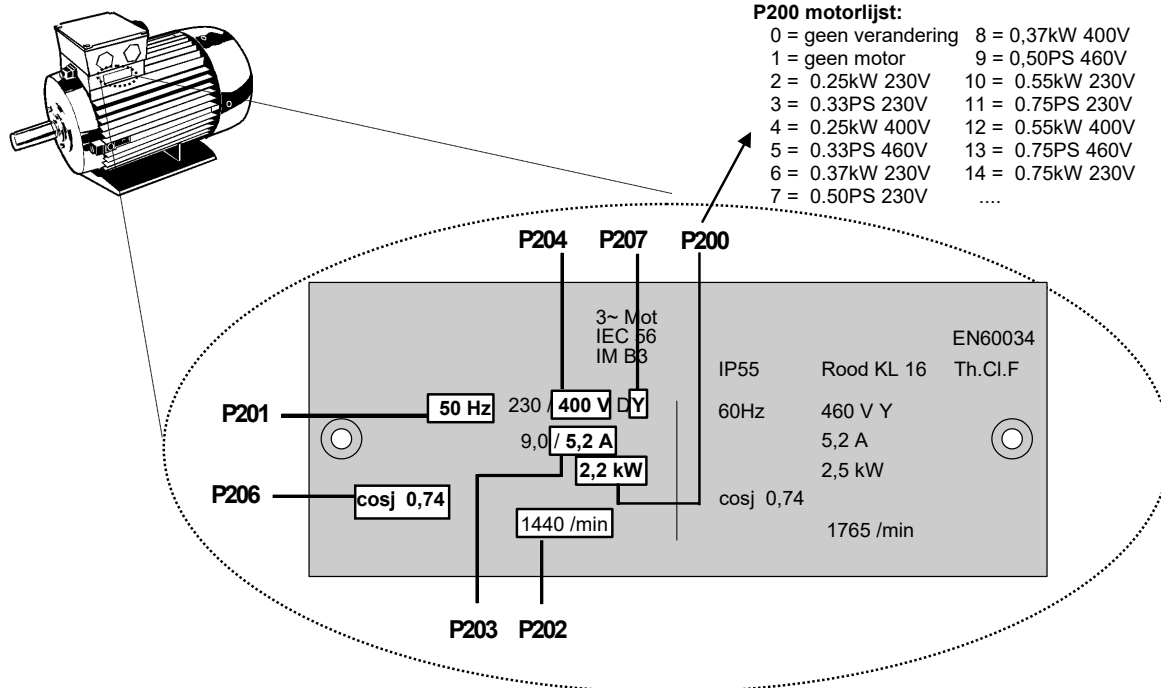 P200 motorlijst:
0 = geen verandering 8 = 0,37kW 400V
1 = geen motor 9 = 0,50PS 460V
2 = 0.25kW 230V 10 = 0.55kW 230V
3 = 0.33PS 230V 11 = 0.75PS 230V
4 = 0.25kW 400V 12 = 0.55kW 400V
5 = 0.33PS 460V 13 = 0.75PS 460V
6 = 0.37kW 230V 14 = 0.75kW 230V
7 = 0.50PS 230V ....
P204 P207 P200
3~ Mot
IEC 56
IM B3
EN60034
IP55 Rood KL 16 Th.Cl.F
P201
50 Hz 230 / 400 V DY 60Hz 460 V Y
9,0 / 5,2 A 5,2 A
2,2 kW 2,5 kW
P206
cosj 0,74 cosj 0,74
1440 /min 1765 /min
P203 P202